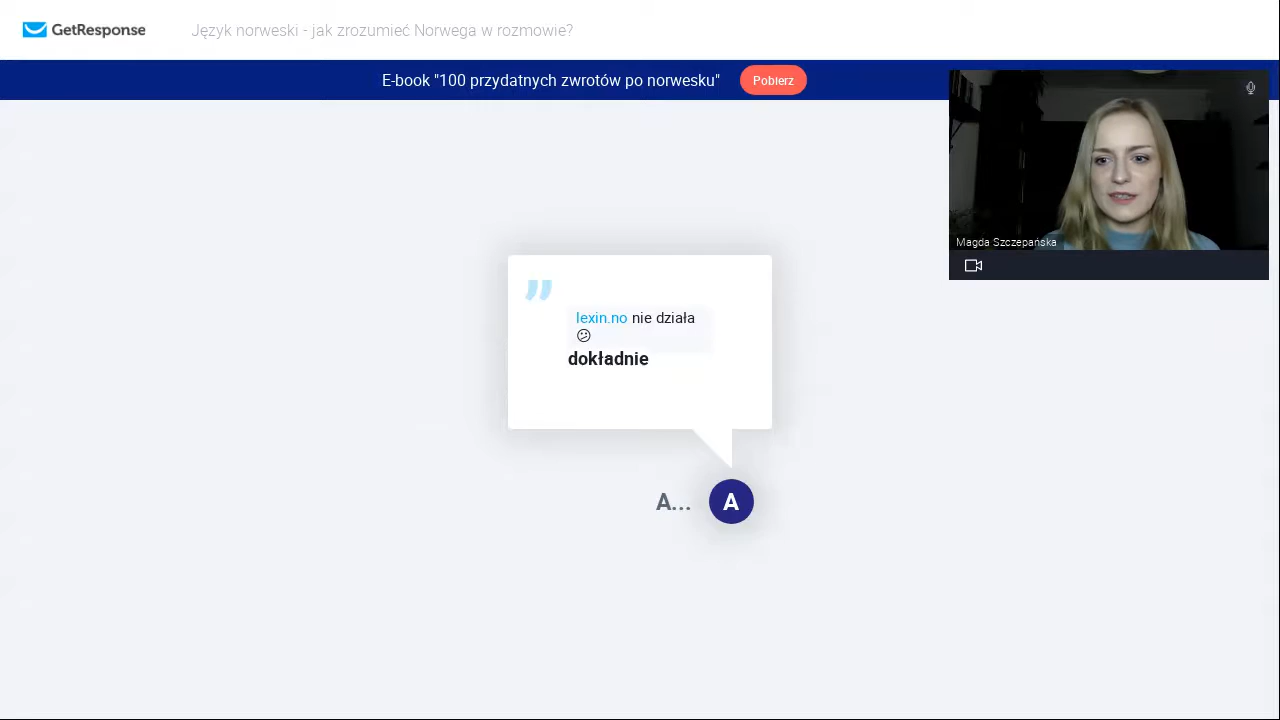 GetResponse
Język norweski - jak zrozumieć Norwega w rozmowie?
E-book "100 przydatnych zwrotów po norwesku"
Pobierz
Magda Szczepańska
lexin.no nie działa
😕
dokładnie
A...
A